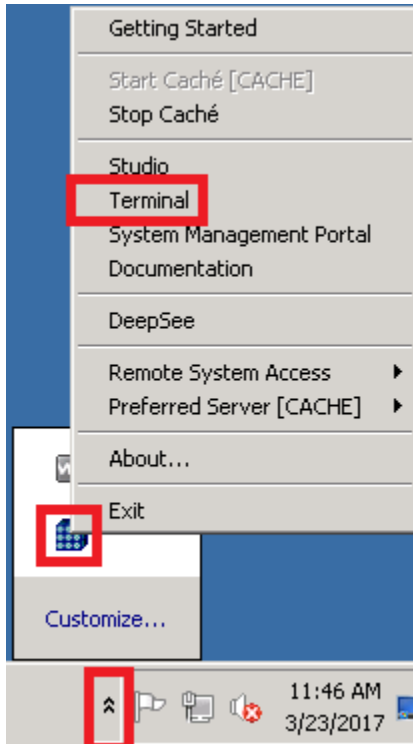 Getting Started
Start Caché [CACHE]
Stop Caché
Studio
Terminal
System Management Portal
Documentation
DeepSee
Remote System Access
Preferred Server [CACHE]
About...
Exit
Customize...
11:46 AM
3/23/2017